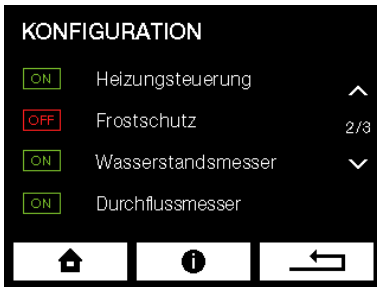 KONFIGURATION
ON Heizungsteuerung
OFF Frostschutz
2/3
ON Wasserstandsmesser
ON Durchflussmesser